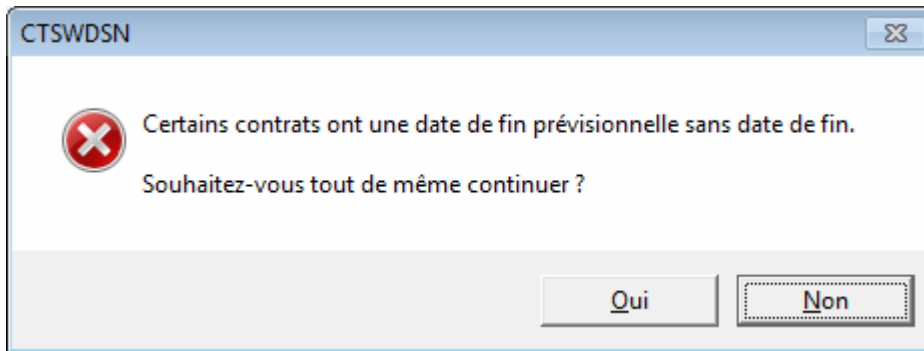 CTSWDSN
Certains contrats ont une date de fin prévisionnelle sans date de fin.
Souhaitez-vous tout de même continuer ?
Oui
Non